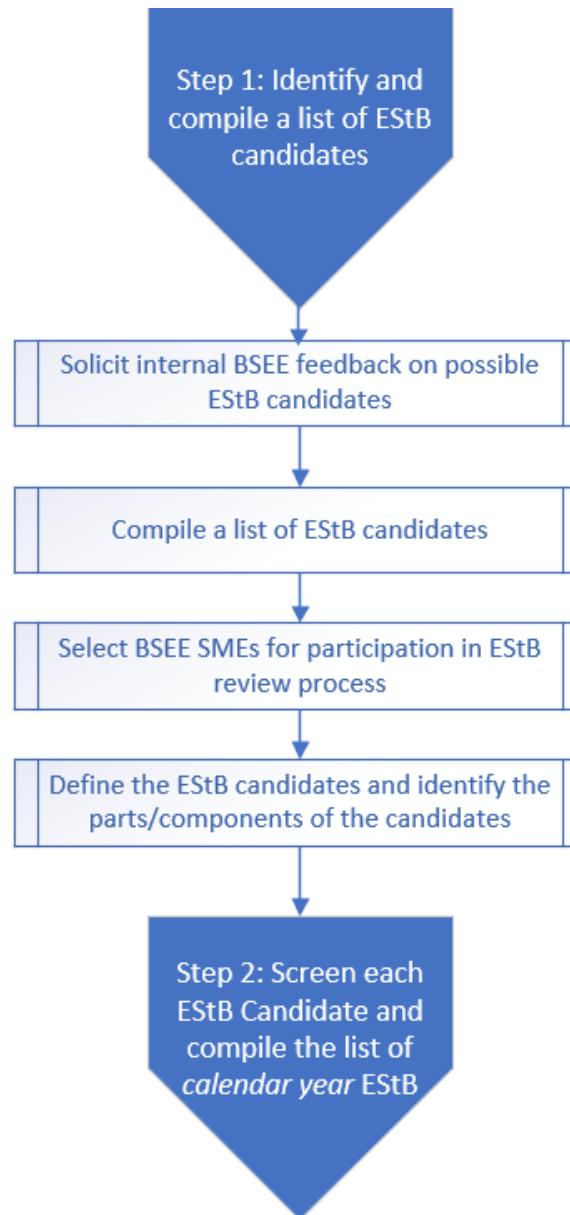 Step 1: Identify and
compile a list of EStB
candidates
Solicit internal BSEE feedback on possible
EStB candidates
Compile a list of EStB candidates
Select BSEE SMEs for participation in EStB
review process
Define the EStB candidates and identify the
parts/components of the candidates
Step 2: Screen each
EStB Candidate and
compile the list of
calendar year EStB